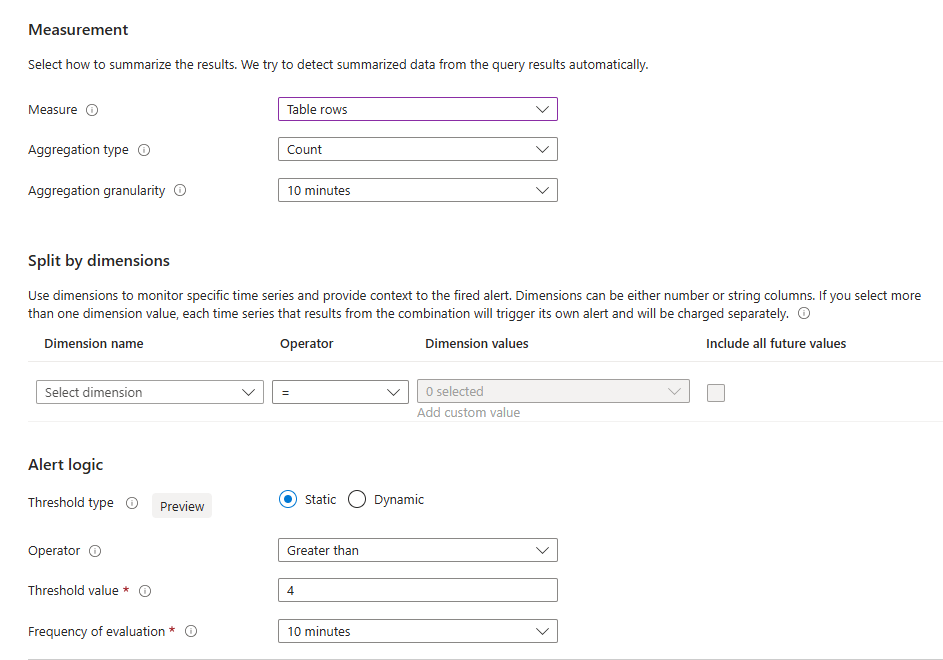 Measurement
Select how to summarize the results. We try to detect summarized data from the query results automatically.
Measure
Table rows
Aggregation type
Count
Aggregation granularity
10 minutes
Split by dimensions
Use dimensions to monitor specific time series and provide context to the fired alert. Dimensions can be either number or string columns. If you select more
than one dimension value, each time series that results from the combination will trigger its own alert and will be charged separately.
Dimension name Operator Dimension values Include all future values
Select dimension = 0 selected
Add custom value
Alert logic
Threshold type Preview Static Dynamic
Operator
Greater than
Threshold value *
4
Frequency of evaluation *
10 minutes